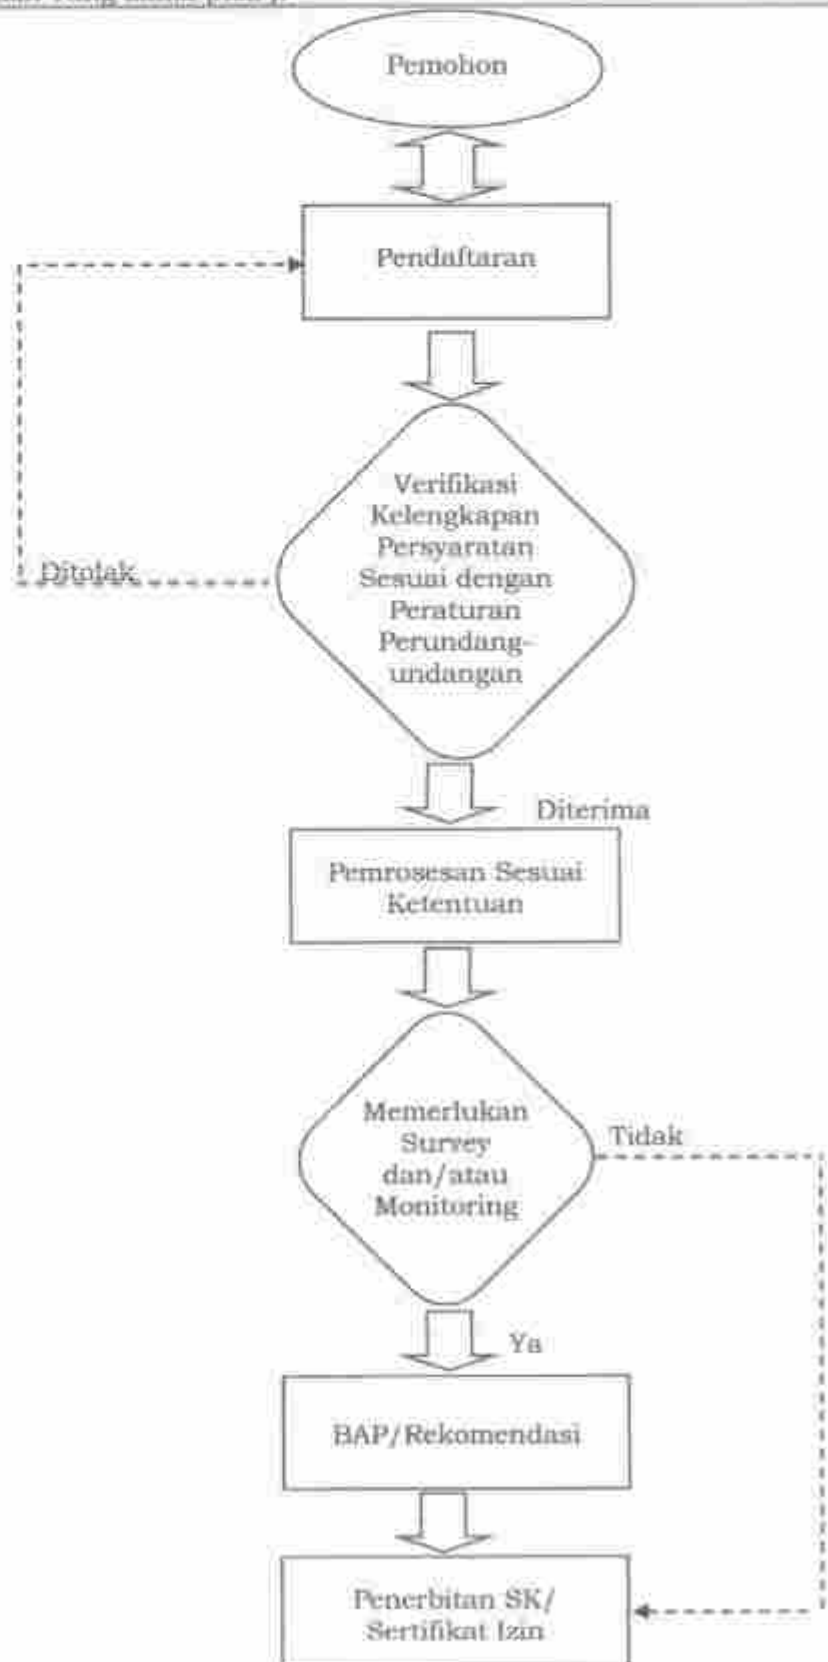 Pemohon
Pendaftaran
Verifikasi
Kelengkapan
Persyaratan
Sesuai dengan
Peraturan
Perundang-
undangan
Ditolak
Diterima
Pemrosesan Sesuai
Ketentuan
Memerlukan
Survey
dan/atau
Monitoring
Tidak
Ya
BAP/Rekomendasi
Penerbitan SK/
Sertifikat Izin